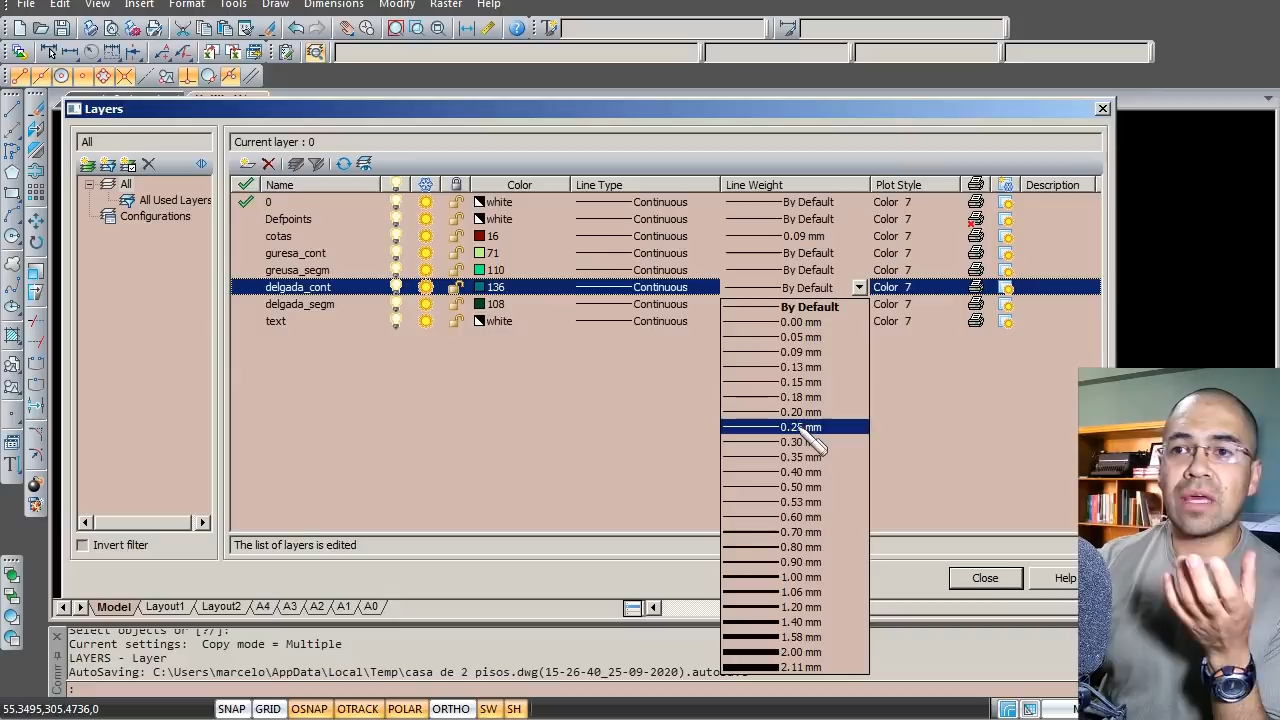 File Edit View Insert Format Tools Draw Dimensions Modify Raster Help
Layers
All
Current layer : 0
All
All Used Layers
Configurations
Name Color Line Type Line Weight Plot Style Description
0 white Continuous By Default Color 7
Defpoints white Continuous By Default Color 7
cotas 16 Continuous 0.09 mm Color 7
guresa_cont 71 Continuous By Default Color 7
greusa_segm 110 Continuous By Default Color 7
delgada_cont 136 Continuous By Default Color 7
delgada_segm 108 Continuous Color 7
text white Continuous Color 7
By Default
0.00 mm
0.05 mm
0.09 mm
0.13 mm
0.15 mm
0.18 mm
0.20 mm
mm
0.30
0.35 mm
0.40 mm
0.50 mm
0.53 mm
0.60 mm
0.70 mm
0.80 mm
0.90 mm
1.00 mm
1.06 mm
1.20 mm
1.40 mm
1.58 mm
2.00 mm
2.11 mm
Invert filter
The list of layers is edited
Close Help
Model Layout1 Layout2 A4 A3 A2 A1 A0
Select objects or [?/]:
Current settings: Copy mode = Multiple
LAYERS - Layer
AutoSaving: C:\Users\marcelo\AppData\Local\Temp\casa de 2 pisos.dwg(15-26-40_25-09-2020).
:
55.3495,305.4736,0 SNAP GRID OSNAP OTRACK POLAR ORTHO SW SH